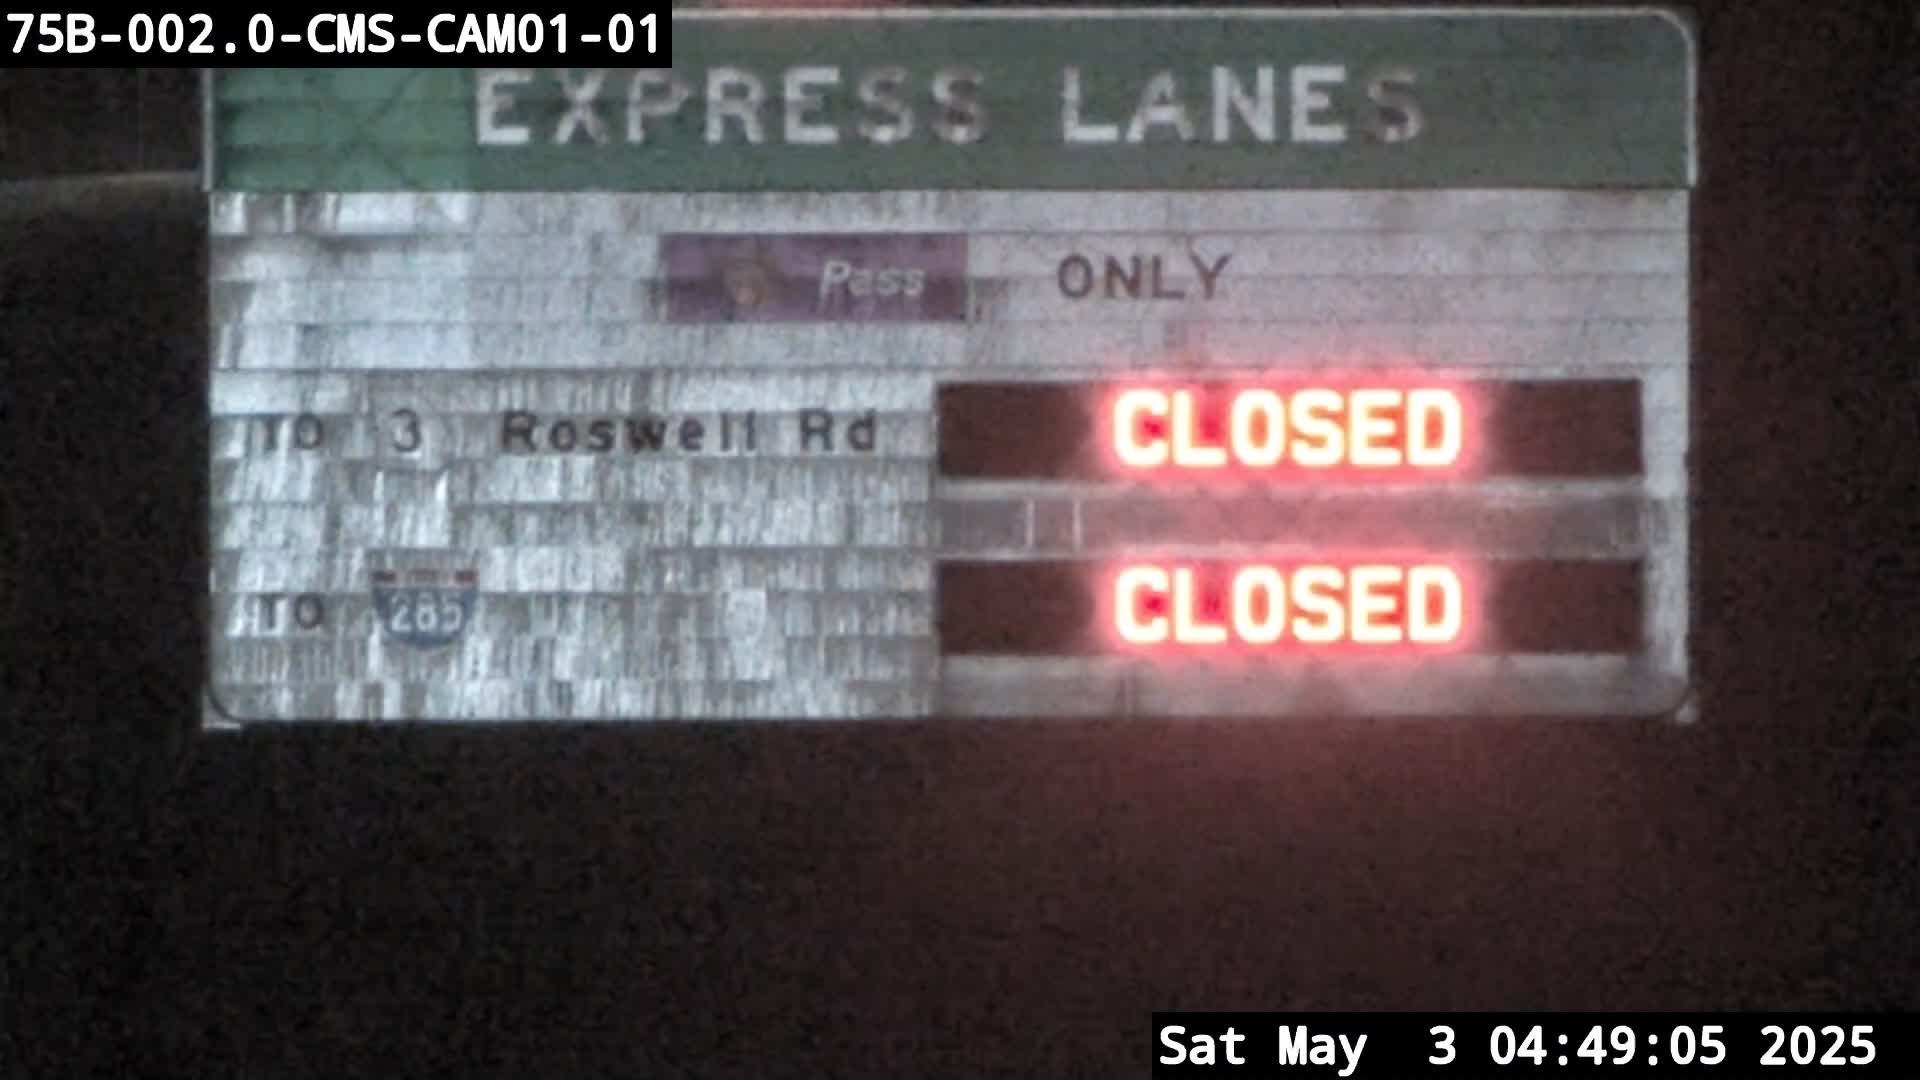 75B-002.0-CMS-CAM01-01
EXPRESS LANES
Pass ONLY
TO 3 Roswell Rd CLOSED
TO 285 CLOSED
Sat May 3 04:49:05 2025